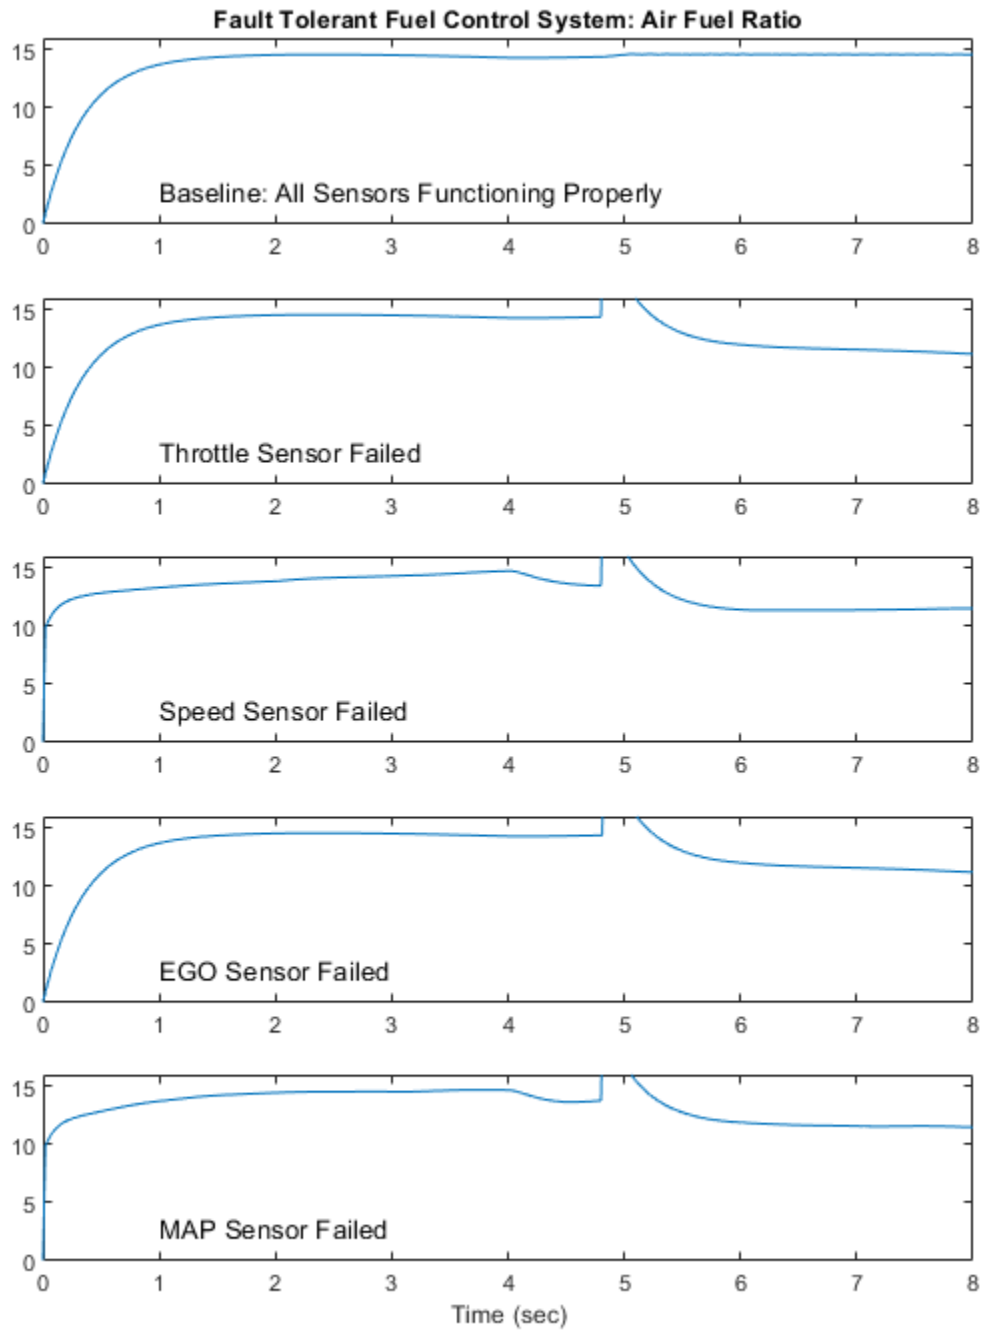 Fault Tolerant Fuel Control System: Air Fuel Ratio
15
10
5
0
Baseline: All Sensors Functioning Properly
0 1 2 3 4 5 6 7 8
15
10
5
0
Throttle Sensor Failed
0 1 2 3 4 5 6 7 8
15
10
5
0
Speed Sensor Failed
0 1 2 3 4 5 6 7 8
15
10
5
0
EGO Sensor Failed
0 1 2 3 4 5 6 7 8
15
10
5
0
MAP Sensor Failed
0 1 2 3 4 5 6 7 8
Time (sec)